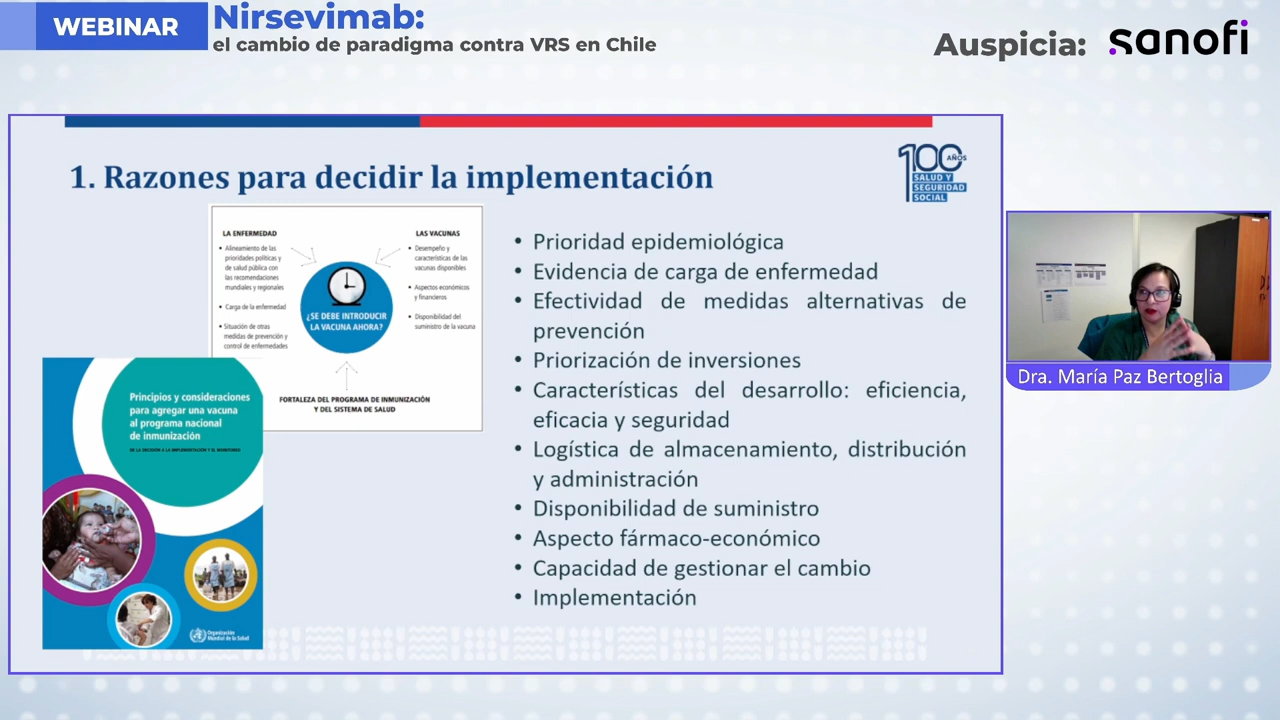 WEBINAR
Nirsevimab:
el cambio de paradigma contra VRS en Chile
Auspicia: sanofi
1. Razones para decidir la implementación
100 AÑOS
SALUD Y
SEGURIDAD
SOCIAL
LA ENFERMEDAD
• Alineamiento de las
prioridades políticas y
de salud pública con
las recomendaciones
mundiales y regionales
• Carga de la enfermedad
• Situación de otras
medidas de prevención y
control de enfermedades
LAS VACUNAS
• Desempeño y
características de las
vacunas disponibles
• Aspectos económicos
y financieros
• Disponibilidad del
suministro de la vacuna
¿SE DEBE INTRODUCIR
LA VACUNA AHORA?
FORTALEZA DEL PROGRAMA DE INMUNIZACIÓN
Y DEL SISTEMA DE SALUD
Principios y consideraciones
para agregar una vacuna
al programa nacional
de inmunización
DE LA DECISIÓN A LA IMPLEMENTACIÓN Y EL MONITOREO
Organización
Mundial de la Salud
• Prioridad epidemiológica
• Evidencia de carga de enfermedad
• Efectividad de medidas alternativas de
prevención
• Priorización de inversiones
• Características del desarrollo: eficiencia,
eficacia y seguridad
• Logística de almacenamiento, distribución
y administración
• Disponibilidad de suministro
• Aspecto fármaco-económico
• Capacidad de gestionar el cambio
• Implementación
Dra. María Paz Bertoglia